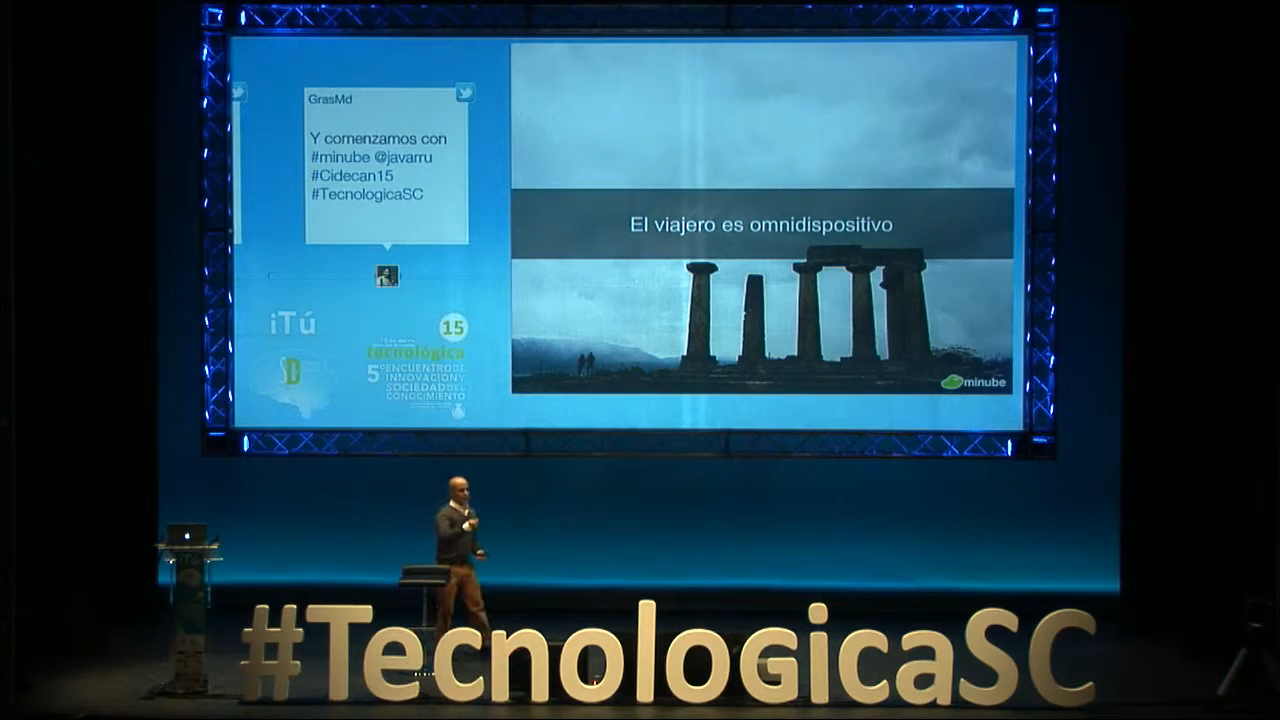 GrasMd
Y comenzamos con
#minube @javarru
#Cidecan15
#TecnologicaSC
El viajero es omnidispositivo
minube
iTú
15
tecnológica
5º ENCUENTRO DE
INNOVACIÓN Y
SOCIEDAD DEL
CONOCIMIENTO
#TecnologicaSC